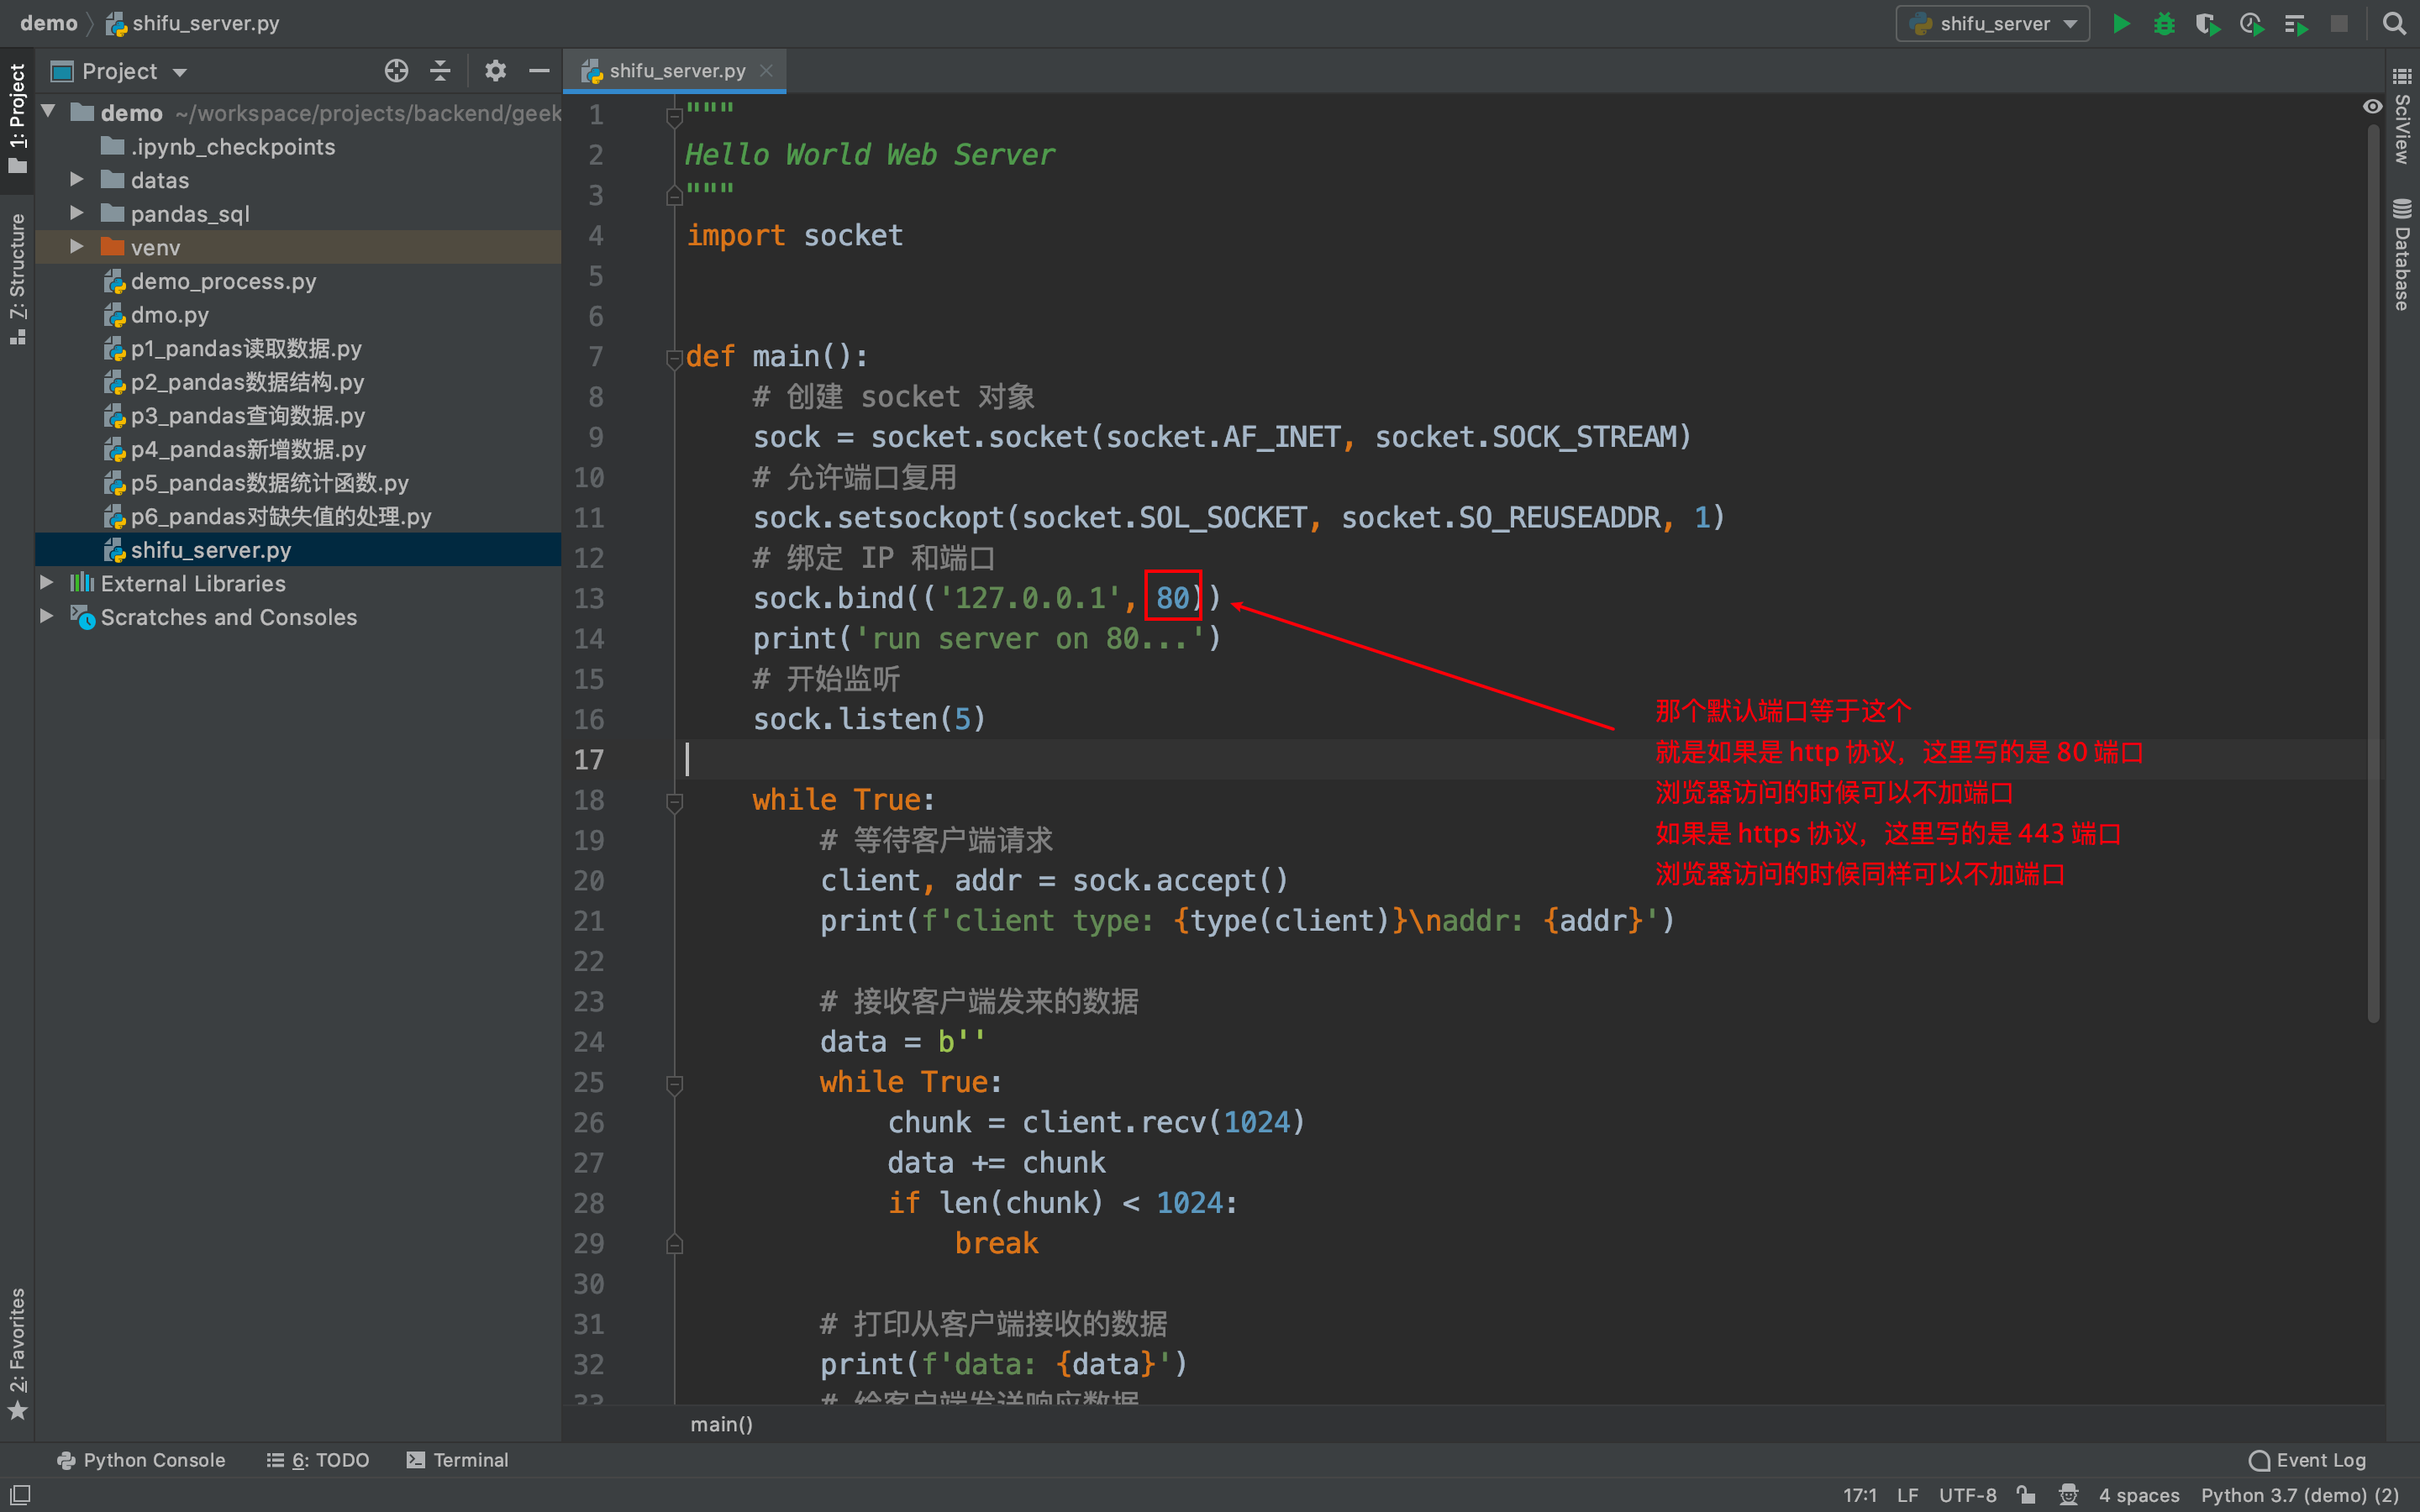 demo
shifu_server.py
shifu_server
Project
shifu_server.py
1: Project
7: Structure
2: Favorites
SciView
Database
demo ~/workspace/projects/backend/geek
.ipynb_checkpoints
datas
pandas_sql
venv
demo_process.py
dmo.py
p1_pandas读取数据.py
p2_pandas数据结构.py
p3_pandas查询数据.py
p4_pandas新增数据.py
p5_pandas数据统计函数.py
p6_pandas对缺失值的处理.py
shifu_server.py
External Libraries
Scratches and Consoles
1 """
2 Hello World Web Server
3 """
4 import socket
5
6
7 def main():
8 # 创建 socket 对象
9 sock = socket.socket(socket.AF_INET, socket.SOCK_STREAM)
10 # 允许端口复用
11 sock.setsockopt(socket.SOL_SOCKET, socket.SO_REUSEADDR, 1)
12 # 绑定 IP 和端口
13 sock.bind(('127.0.0.1', 80))
14 print('run server on 80...')
15 # 开始监听
16 sock.listen(5)
17
18 while True:
19 # 等待客户端请求
20 client, addr = sock.accept()
21 print(f'client type: {type(client)}\naddr: {addr}')
22
23 # 接收客户端发来的数据
24 data = b''
25 while True:
26 chunk = client.recv(1024)
27 data += chunk
28 if len(chunk) < 1024:
29 break
30
31 # 打印从客户端接收的数据
32 print(f'data: {data}')
33 # 给客户端发送响应数据
那个默认端口等于这个
就是如果是 http 协议，这里写的是 80 端口
浏览器访问的时候可以不加端口
如果是 https 协议，这里写的是 443 端口
浏览器访问的时候同样可以不加端口
main()
Python Console
6: TODO
Terminal
Event Log
17:1 LF UTF-8 4 spaces Python 3.7 (demo) (2)